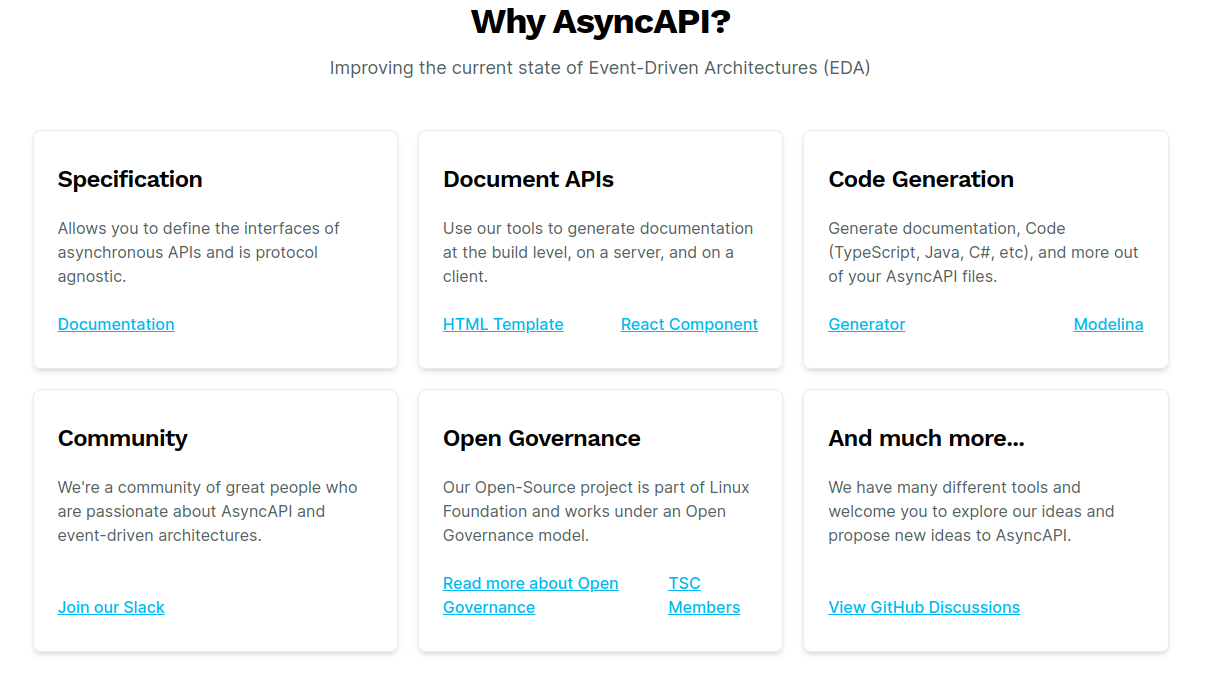 Why AsyncAPI?
Improving the current state of Event-Driven Architectures (EDA)
Specification
Allows you to define the interfaces of
asynchronous APIs and is protocol
agnostic.
Documentation
Document APIs
Use our tools to generate documentation
at the build level, on a server, and on a
client.
HTML Template
React Component
Code Generation
Generate documentation, Code
(TypeScript, Java, C#, etc), and more out
of your AsyncAPI files.
Generator
Modelina
Community
We're a community of great people who
are passionate about AsyncAPI and
event-driven architectures.
Join our Slack
Open Governance
Our Open-Source project is part of Linux
Foundation and works under an Open
Governance model.
Read more about Open
Governance
TSC
Members
And much more...
We have many different tools and
welcome you to explore our ideas and
propose new ideas to AsyncAPI.
View GitHub Discussions